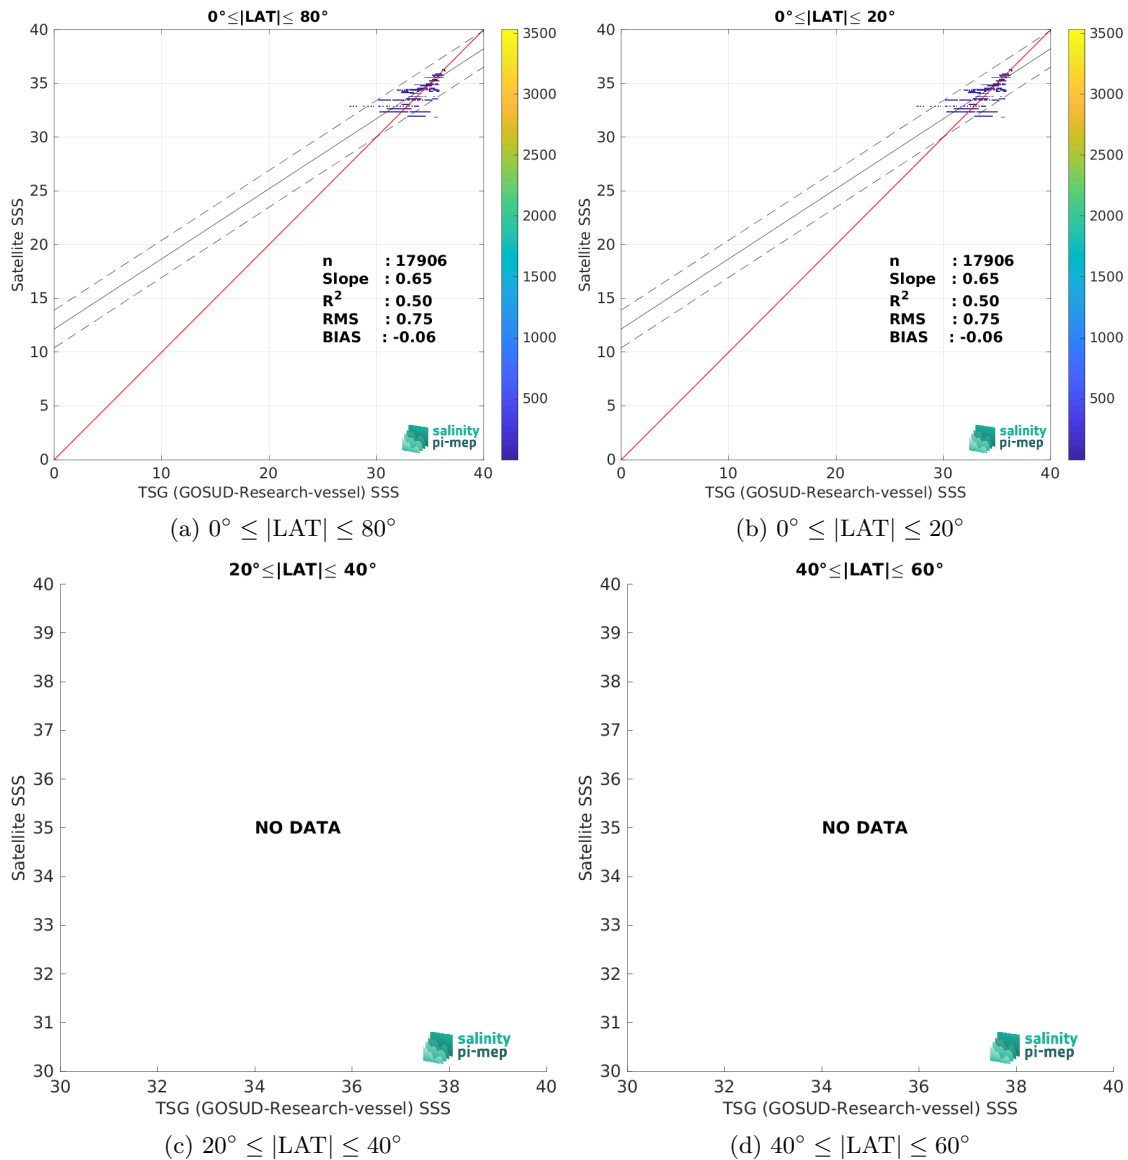 0°≤|LAT|≤ 80°
40
35
30
25
20
15
10
5
0
Satellite SSS
0 10 20 30 40
TSG (GOSUD-Research-vessel) SSS
n : 17906
Slope : 0.65
R² : 0.50
RMS : 0.75
BIAS : -0.06
salinity
pi-mep
3500
3000
2500
2000
1500
1000
500
(a) 0° ≤ |LAT| ≤ 80°
0°≤|LAT|≤ 20°
40
35
30
25
20
15
10
5
0
Satellite SSS
0 10 20 30 40
TSG (GOSUD-Research-vessel) SSS
n : 17906
Slope : 0.65
R² : 0.50
RMS : 0.75
BIAS : -0.06
salinity
pi-mep
3500
3000
2500
2000
1500
1000
500
(b) 0° ≤ |LAT| ≤ 20°
20°≤|LAT|≤ 40°
40
39
38
37
36
35
34
33
32
31
30
Satellite SSS
NO DATA
salinity
pi-mep
30 32 34 36 38 40
TSG (GOSUD-Research-vessel) SSS
(c) 20° ≤ |LAT| ≤ 40°
40°≤|LAT|≤ 60°
40
39
38
37
36
35
34
33
32
31
30
Satellite SSS
NO DATA
salinity
pi-mep
30 32 34 36 38 40
TSG (GOSUD-Research-vessel) SSS
(d) 40° ≤ |LAT| ≤ 60°